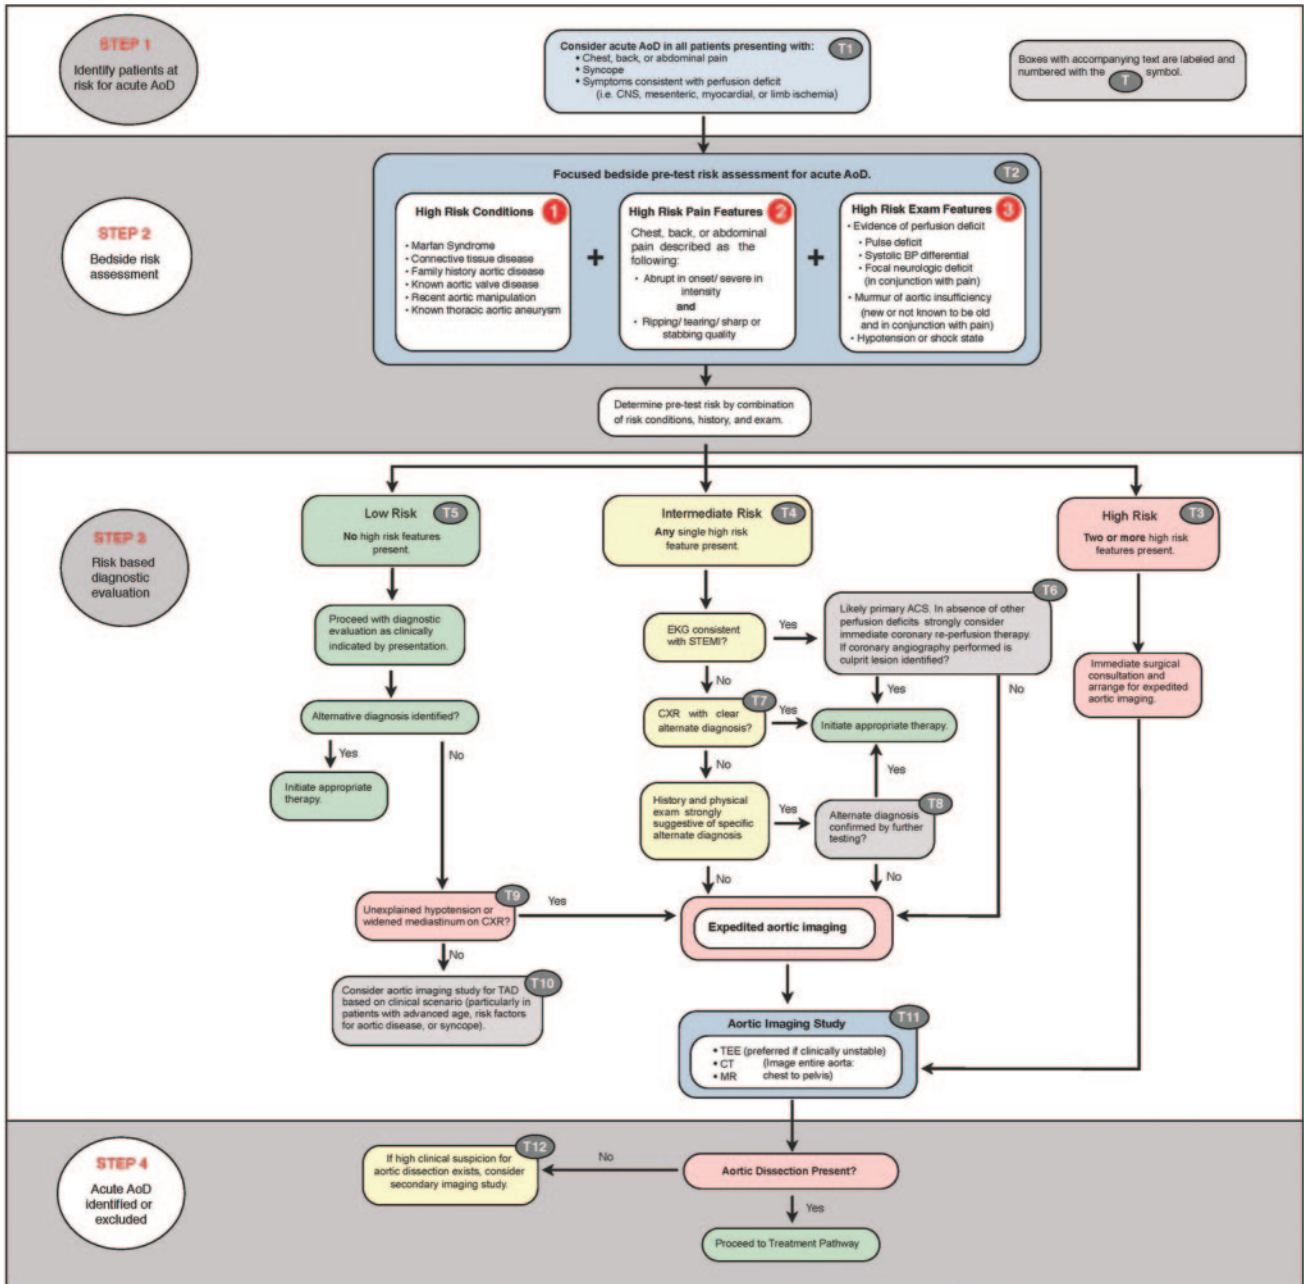 STEP 1
Identify patients at
risk for acute AoD
Consider acute AoD in all patients presenting with:
T1
• Chest, back, or abdominal pain
• Syncope
• Symptoms consistent with perfusion deficit
(i.e. CNS, mesenteric, myocardial, or limb ischemia)
Boxes with accompanying text are labeled and
numbered with the T symbol.
STEP 2
Bedside risk
assessment
Focused bedside pre-test risk assessment for acute AoD.
T2
High Risk Conditions 1
• Marfan Syndrome
• Connective tissue disease
• Family history aortic disease
• Known aortic valve disease
• Recent aortic manipulation
• Known thoracic aortic aneurysm
+
High Risk Pain Features 2
Chest, back, or abdominal
pain described as the
following:
• Abrupt in onset/ severe in
intensity
and
• Ripping/ tearing/ sharp or
stabbing quality
+
High Risk Exam Features 3
• Evidence of perfusion deficit
• Pulse deficit
• Systolic BP differential
• Focal neurologic deficit
(in conjunction with pain)
• Murmur of aortic insufficiency
(new or not known to be old
and in conjunction with pain)
• Hypotension or shock state
Determine pre-test risk by combination
of risk conditions, history, and exam.
STEP 3
Risk based
diagnostic
evaluation
Low Risk T5
No high risk features
present.
Proceed with diagnostic
evaluation as clinically
indicated by presentation.
Alternative diagnosis identified?
Yes
No
Initiate appropriate
therapy.
T9
Unexplained hypotension or
widened mediastinum on CXR?
Yes
No
T10
Consider aortic imaging study for TAD
based on clinical scenario (particularly in
patients with advanced age, risk factors
for aortic disease, or syncope).
Intermediate Risk T4
Any single high risk
feature present.
EKG consistent
with STEMI?
Yes
No
T6
Likely primary ACS. In absence of other
perfusion deficits strongly consider
immediate coronary re-perfusion therapy.
If coronary angiography performed is
culprit lesion identified?
Yes
No
T7
CXR with clear
alternate diagnosis?
Yes
No
Initiate appropriate therapy.
Yes
History and physical
exam strongly
suggestive of specific
alternate diagnosis
Yes
No
T8
Alternate diagnosis
confirmed by further
testing?
No
High Risk T3
Two or more high risk
features present.
Immediate surgical
consultation and
arrange for expedited
aortic imaging.
Expedited aortic imaging
Aortic Imaging Study T11
• TEE (preferred if clinically unstable)
• CT (Image entire aorta:
• MR chest to pelvis)
STEP 4
Acute AoD
identified or
excluded
T12
If high clinical suspicion for
aortic dissection exists, consider
secondary imaging study.
No
Aortic Dissection Present?
Yes
Proceed to Treatment Pathway